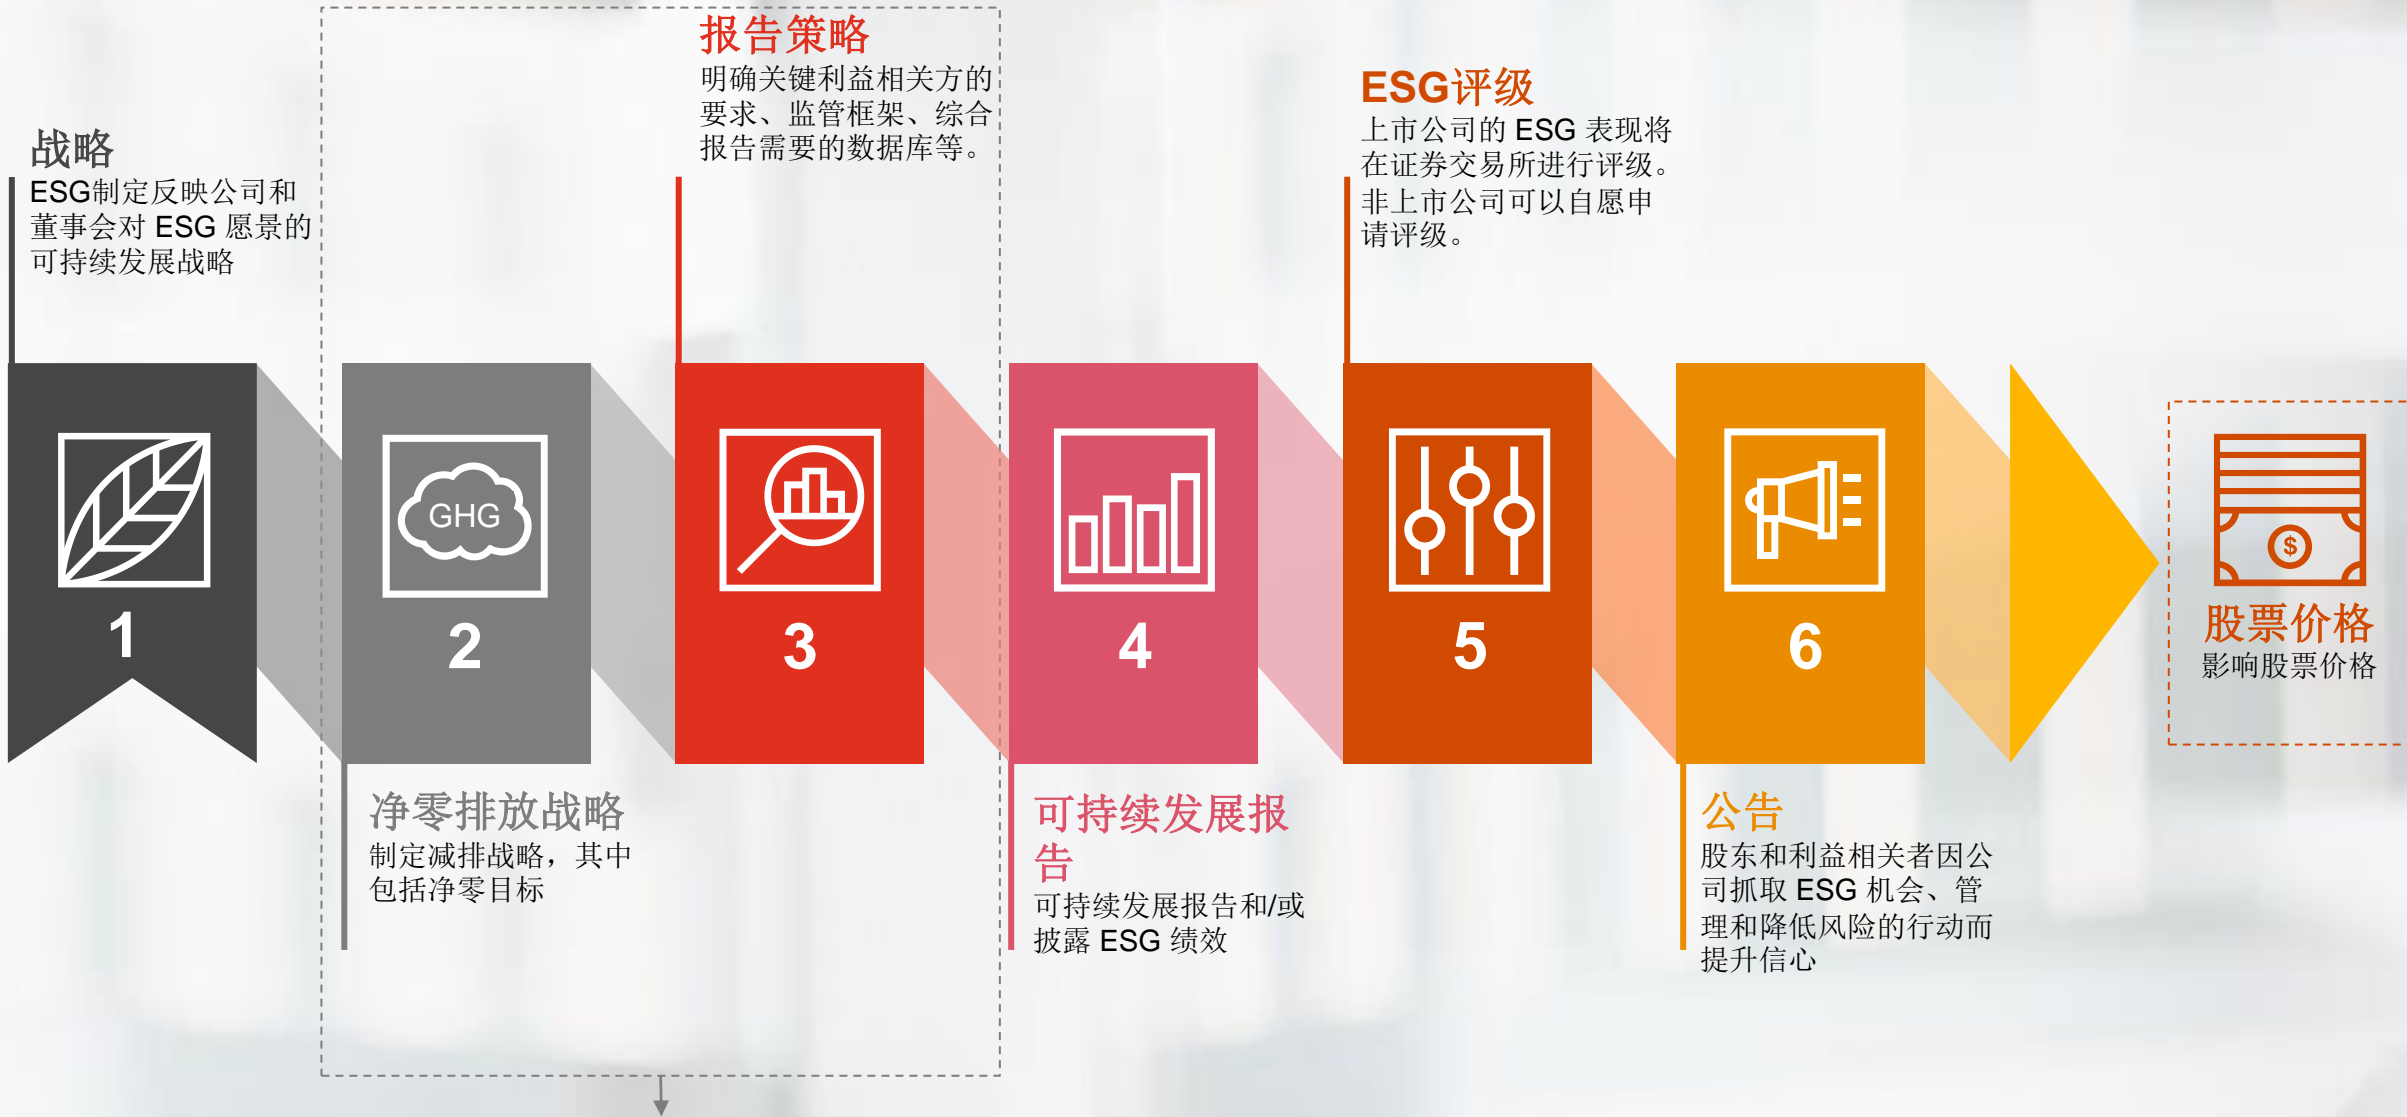 战略
ESG制定反映公司和
董事会对 ESG 愿景的
可持续发展战略
1
GHG
2
净零排放战略
制定减排战略，其中
包括净零目标
报告策略
明确关键利益相关方的
要求、监管框架、综合
报告需要的数据库等。
3
4
可持续发展报
告
可持续发展报告和/或
披露 ESG 绩效
ESG评级
上市公司的 ESG 表现将
在证券交易所进行评级。
非上市公司可以自愿申
请评级。
5
6
公告
股东和利益相关者因公
司抓取 ESG 机会、管
理和降低风险的行动而
提升信心
$
股票价格
影响股票价格